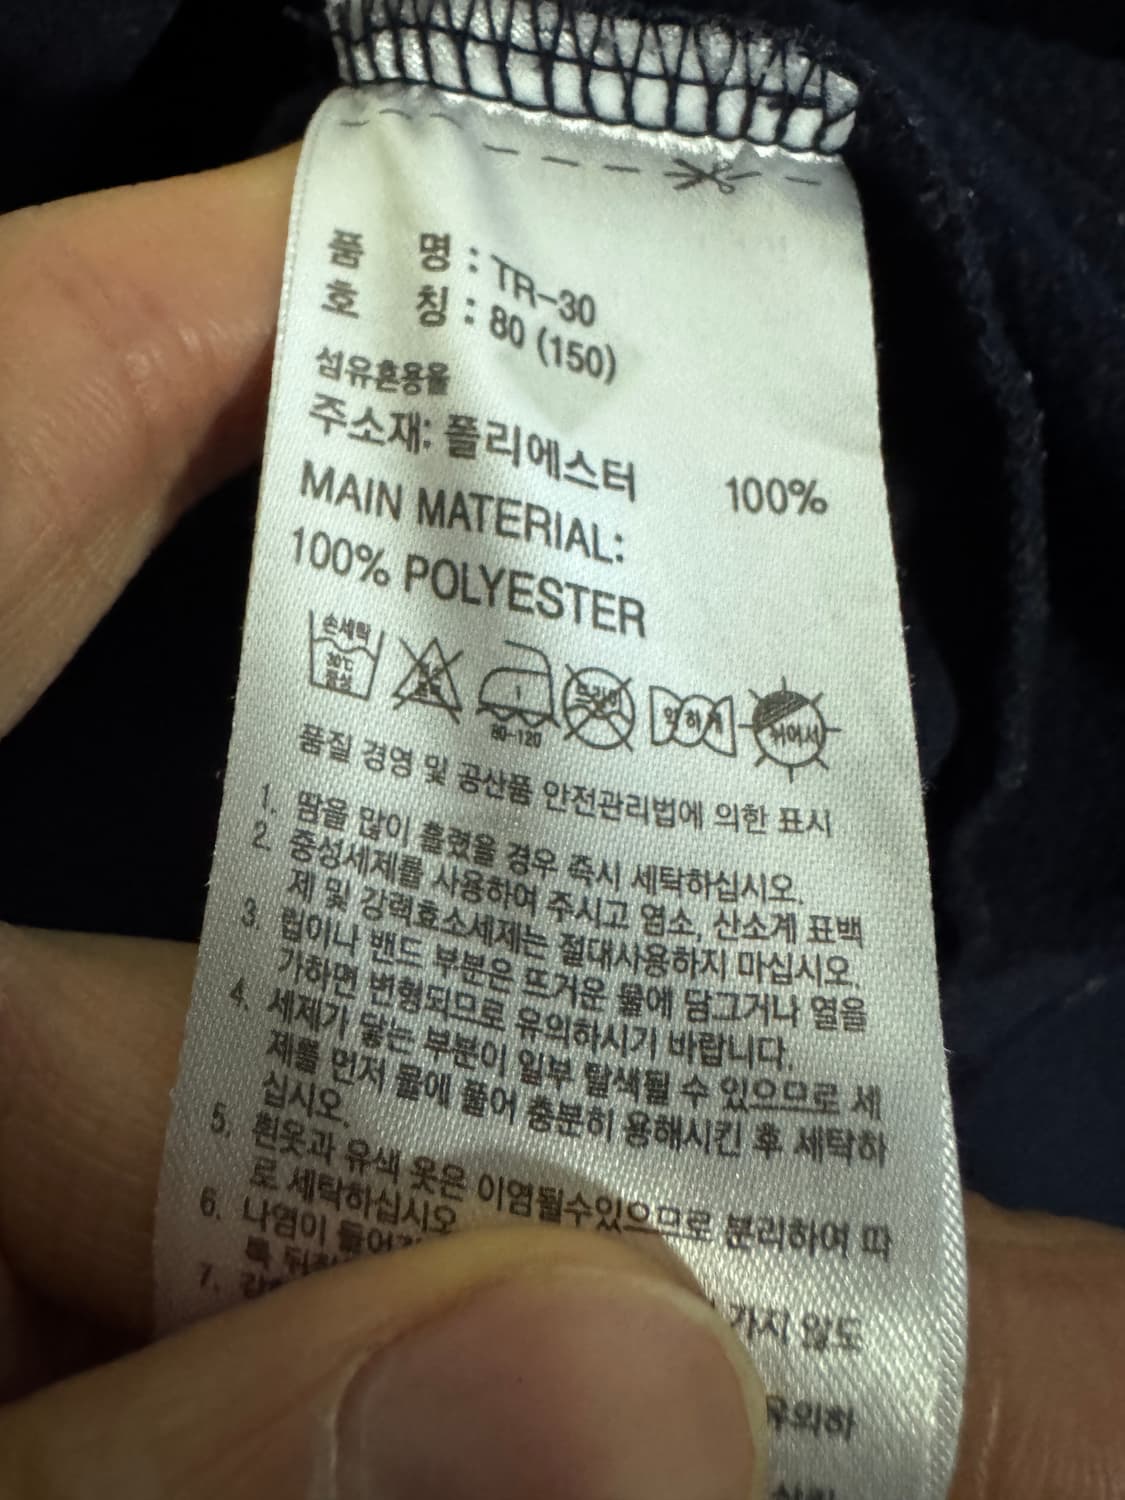 품 명 : TR-30
호 칭 : 80 (150)
섬유혼용율
주소재: 폴리에스터 100%
MAIN MATERIAL:
100% POLYESTER
손세탁
30℃
중성
80-120
드라이
약하게
뉘어서
품질 경영 및 공산품 안전관리법에 의한 표시
1. 땀을 많이 흘렸을 경우 즉시 세탁하십시오.
2. 중성세제를 사용하여 주시고 염소, 산소계 표백
제 및 강력효소세제는 절대사용하지 마십시오.
3. 립이나 밴드 부분은 뜨거운 물에 담그거나 열을
가하면 변형되므로 유의하시기 바랍니다.
4. 세제가 닿는 부분이 일부 탈색될 수 있으므로 세
제를 먼저 물에 풀어 충분히 용해시킨 후 세탁하
십시오.
5. 흰옷과 유색 옷은 이염될수있으므로 분리하여 따
로 세탁하십시오
6. 나염이 가지 않도
7.
유의하